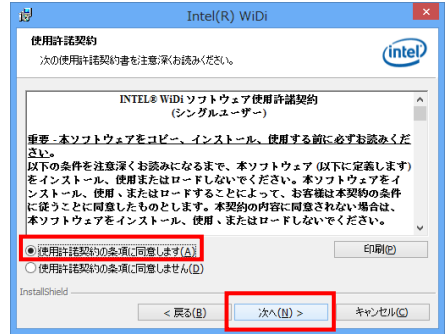 Intel(R) WiDi
使用許諾契約
次の使用許諾契約書を注意深くお読みください。
intel
INTEL® WiDi ソフトウェア使用許諾契約
(シングルユーザー)
重要 - 本ソフトウェアをコピー、インストール、使用する前に必ずお読みくだ
さい。
以下の条件を注意深くお読みになるまで、本ソフトウェア (以下に定義します)
をインストール、使用またはロードしないでください。本ソフトウェアをイ
ンストール、使用、またはロードすることによって、お客様は本契約の条件
に従うことに同意したものとします。本契約の内容に同意されない場合は、
本ソフトウェアをインストール、使用、またはロードしないでください。
使用許諾契約の条項に同意します(A)
印刷(P)
使用許諾契約の条項に同意しません(D)
InstallShield
< 戻る(B)
次へ(N) >
キャンセル(C)